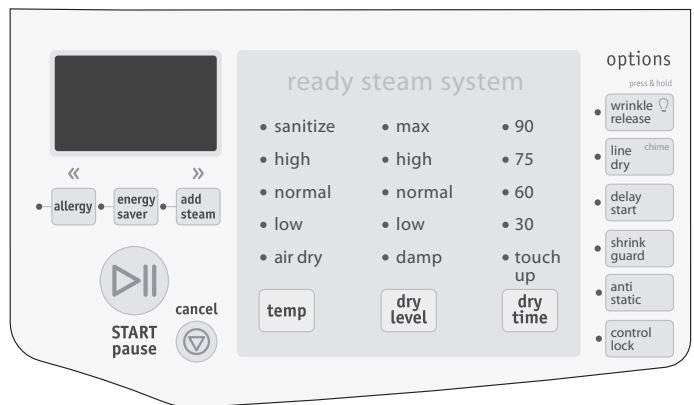 ready steam system
sanitize
high
normal
low
air dry
temp
max
high
normal
low
damp
dry
level
90
75
60
30
touch
up
dry
time
«
»
allergy
energy
saver
add
steam
START
pause
cancel
options
press & hold
wrinkle
release
line
dry
chime
delay
start
shrink
guard
anti
static
control
lock